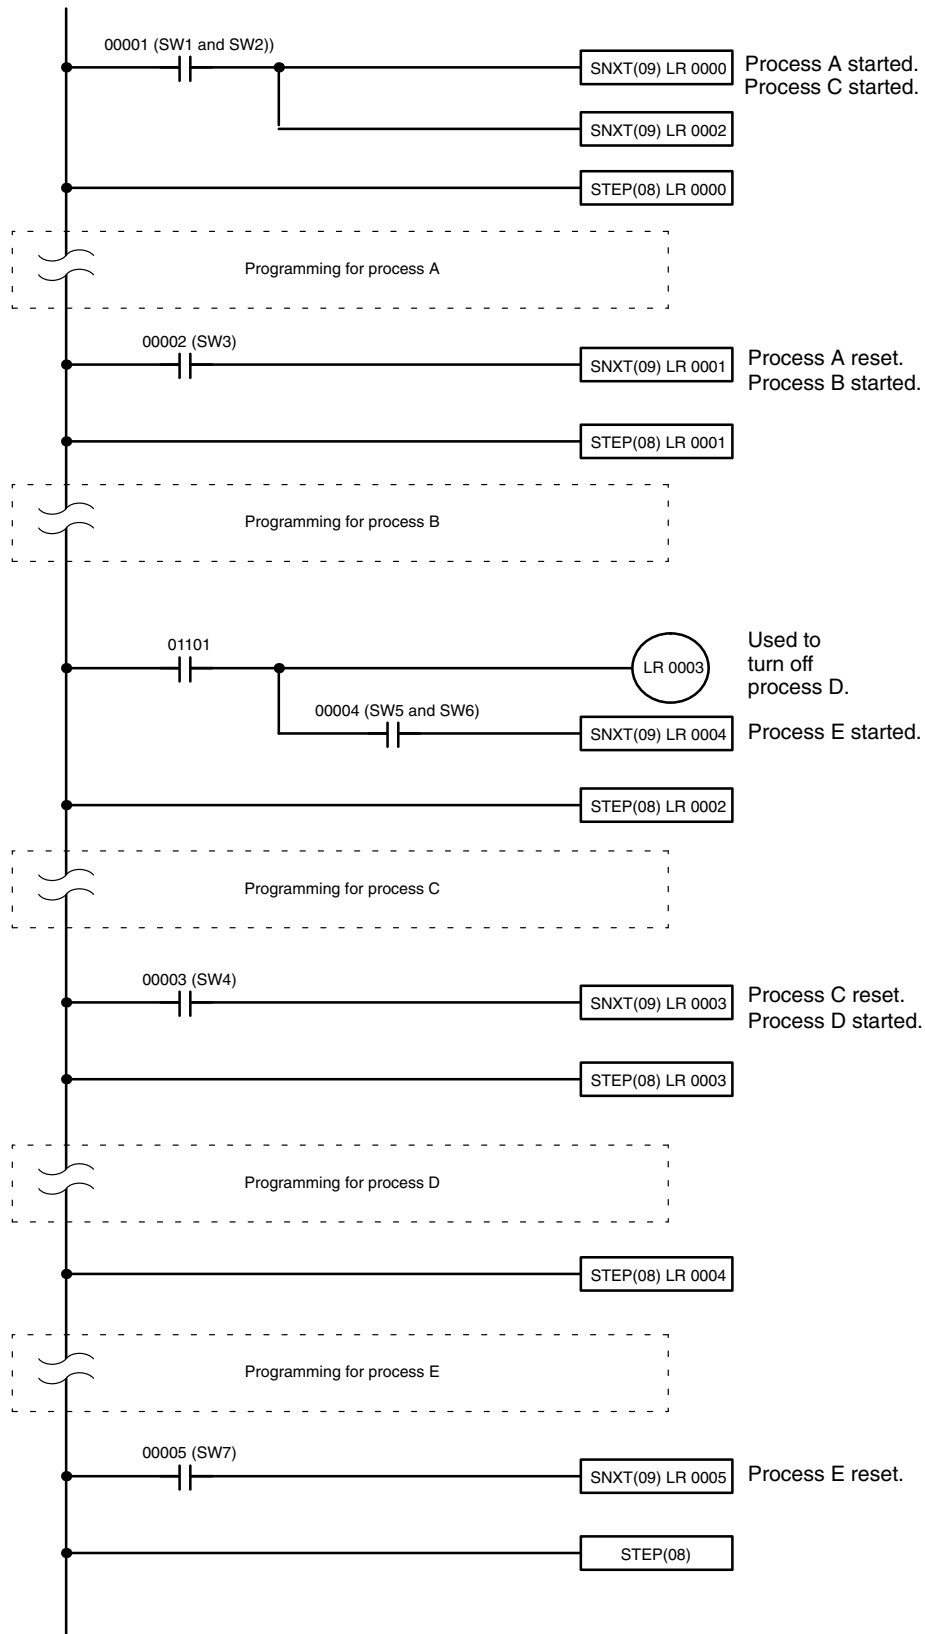 00001 (SW1 and SW2))
SNXT(09) LR 0000
Process A started.
Process C started.
SNXT(09) LR 0002
STEP(08) LR 0000
Programming for process A
00002 (SW3)
SNXT(09) LR 0001
Process A reset.
Process B started.
STEP(08) LR 0001
Programming for process B
01101
LR 0003
Used to
turn off
process D.
00004 (SW5 and SW6)
SNXT(09) LR 0004
Process E started.
STEP(08) LR 0002
Programming for process C
00003 (SW4)
SNXT(09) LR 0003
Process C reset.
Process D started.
STEP(08) LR 0003
Programming for process D
STEP(08) LR 0004
Programming for process E
00005 (SW7)
SNXT(09) LR 0005
Process E reset.
STEP(08)